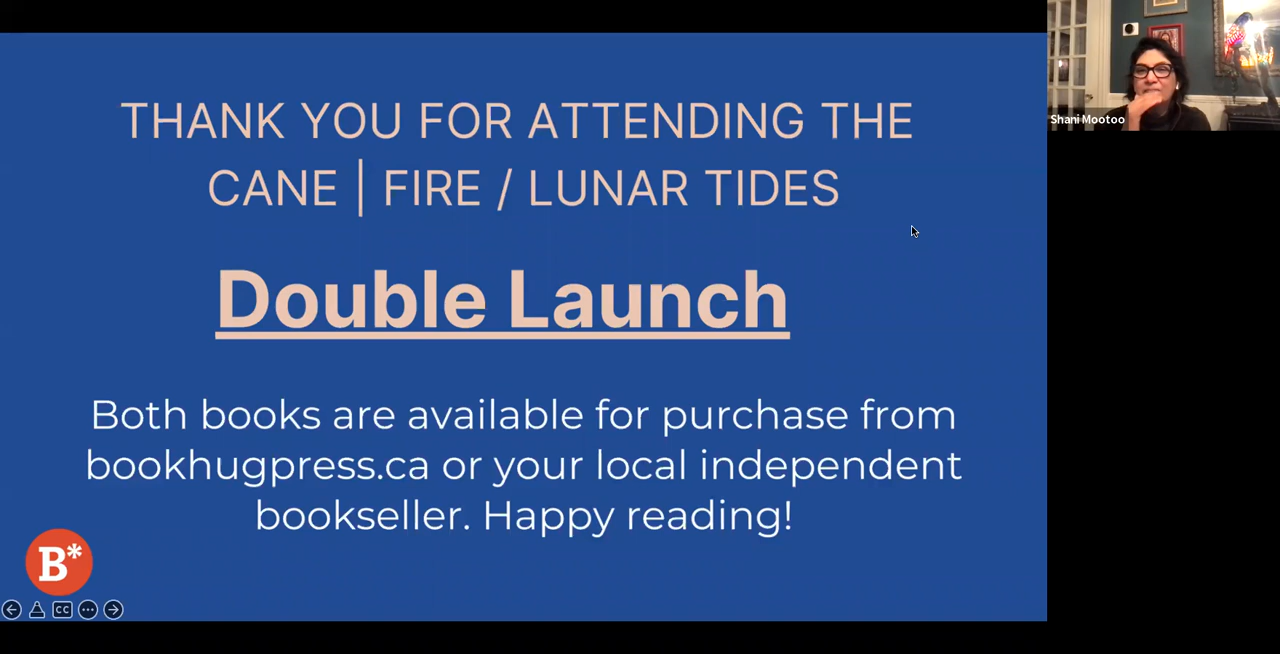 THANK YOU FOR ATTENDING THE
CANE | FIRE / LUNAR TIDES
Double Launch
Both books are available for purchase from
bookhugpress.ca or your local independent
bookseller. Happy reading!
B*
CC
Shani Mootoo